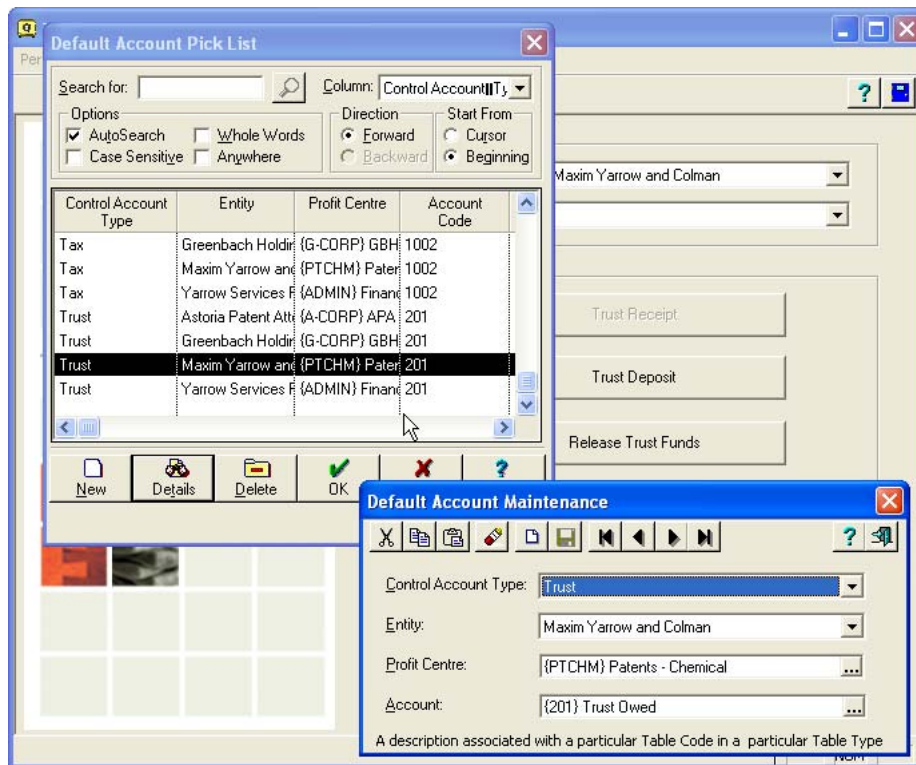 Per
Default Account Pick List
Search for:
Column: Control Account
Options
Direction
Start From
AutoSearch
Whole Words
Forward
Cursor
Case Sensitive
Anywhere
Backward
Beginning
Maxim Yarrow and Colman
Control Account Type
Entity
Profit Centre
Account Code
Tax Greenbach Holdin {G-CORP} GBH 1002
Tax Maxim Yarrow and {PTCHM} Pater 1002
Tax Yarrow Services F {ADMIN} Financ 1002
Trust Astoria Patent Atti {A-CORP} APA 201
Trust Greenbach Holdin {G-CORP} GBH 201
Trust Maxim Yarrow and {PTCHM} Pater 201
Trust Yarrow Services F {ADMIN} Financ 201
Trust Receipt
Trust Deposit
Release Trust Funds
New
Details
Delete
OK
Default Account Maintenance
Control Account Type: Trust
Entity: Maxim Yarrow and Colman
Profit Centre: {PTCHM} Patents - Chemical
Account: {201} Trust Owed
A description associated with a particular Table Code in a particular Table Type
NUM